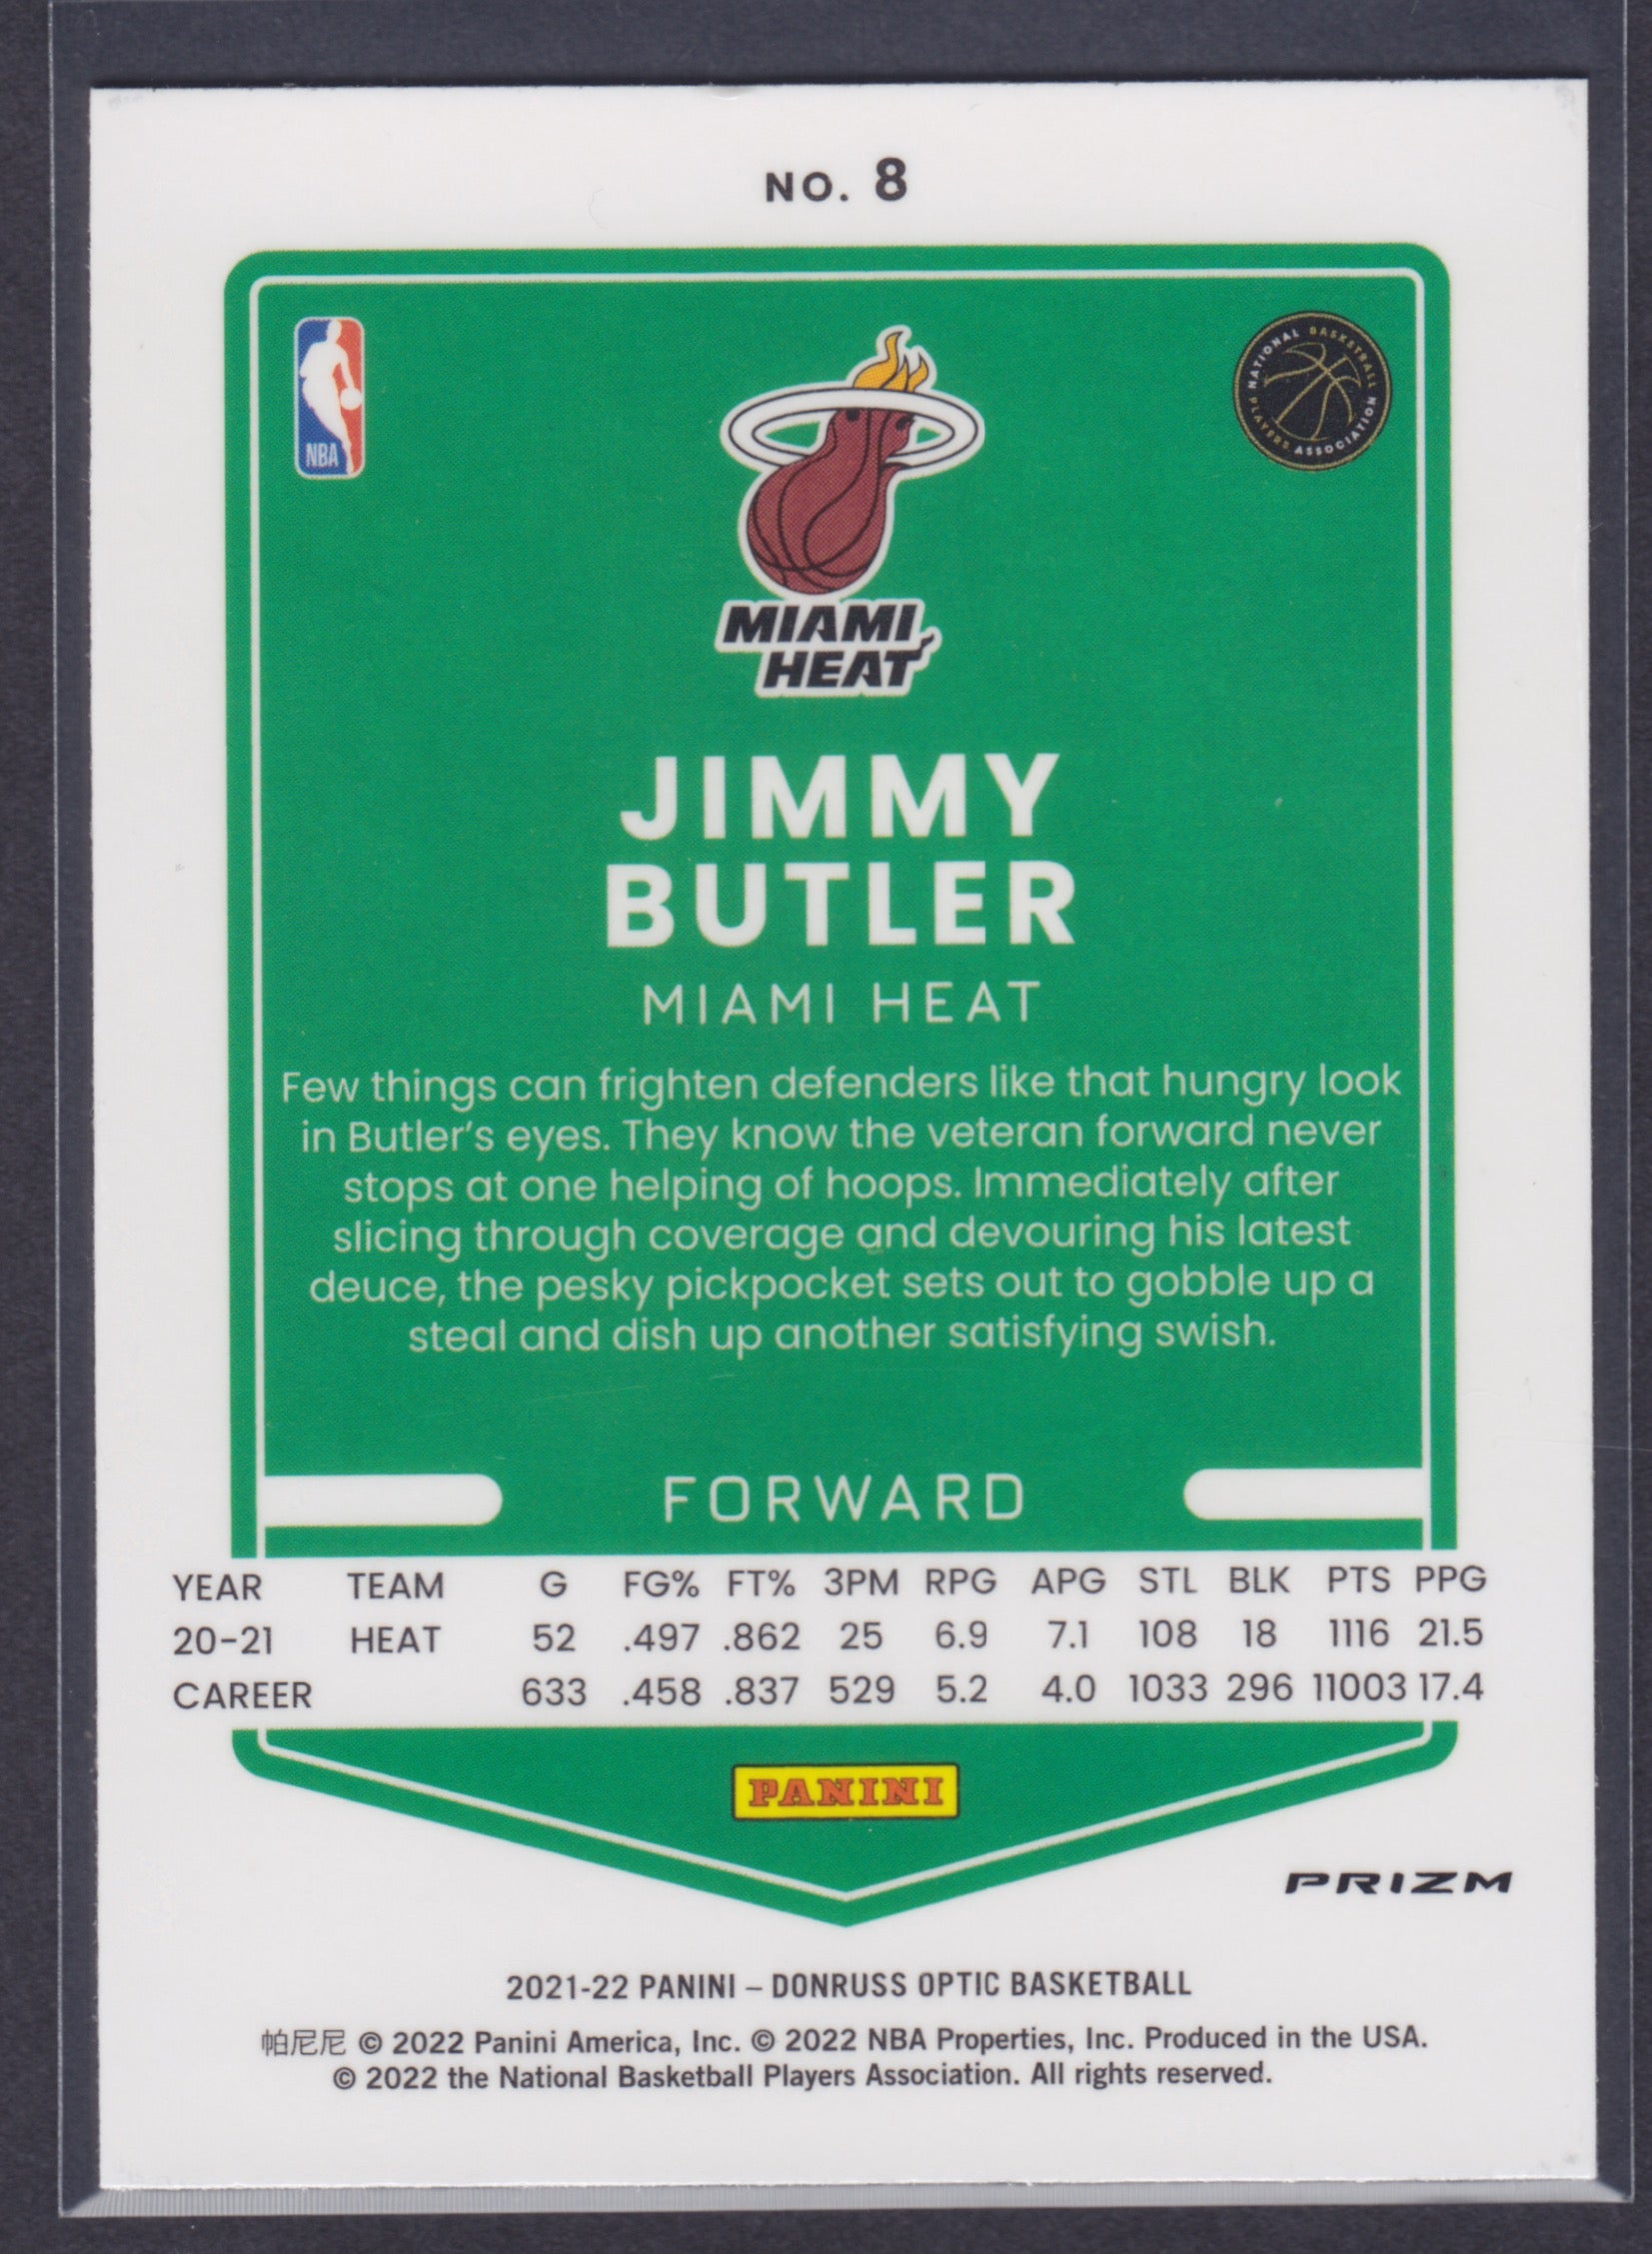 NO. 8
NBA
NATIONAL BASKETBALL PLAYERS ASSOCIATION
MIAMI
HEAT
JIMMY
BUTLER
MIAMI HEAT
Few things can frighten defenders like that hungry look
in Butler's eyes. They know the veteran forward never
stops at one helping of hoops. Immediately after
slicing through coverage and devouring his latest
deuce, the pesky pickpocket sets out to gobble up a
steal and dish up another satisfying swish.
FORWARD
YEAR TEAM G FG% FT% 3PM RPG APG STL BLK PTS PPG
20-21 HEAT 52 .497 .862 25 6.9 7.1 108 18 1116 21.5
CAREER 633 .458 .837 529 5.2 4.0 1033 296 11003 17.4
PANINI
PRIZM
2021-22 PANINI – DONRUSS OPTIC BASKETBALL
帕尼尼 © 2022 Panini America, Inc. © 2022 NBA Properties, Inc. Produced in the USA.
© 2022 the National Basketball Players Association. All rights reserved.